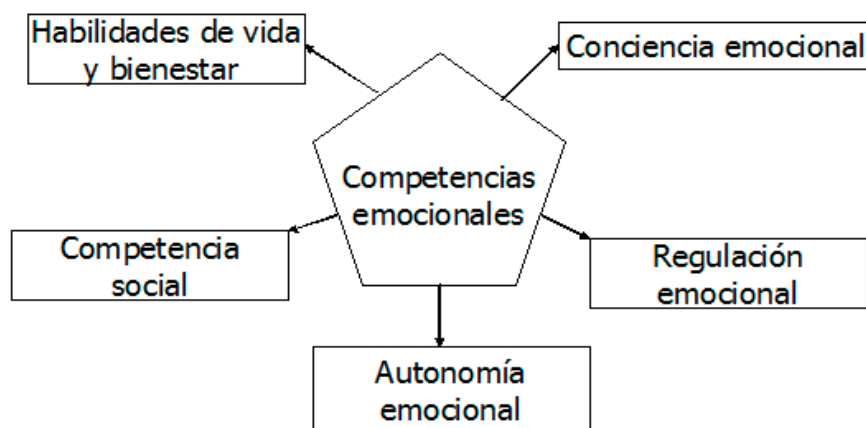 Habilidades de vida
y bienestar
Conciencia emocional
Competencias
emocionales
Competencia
social
Regulación
emocional
Autonomía
emocional